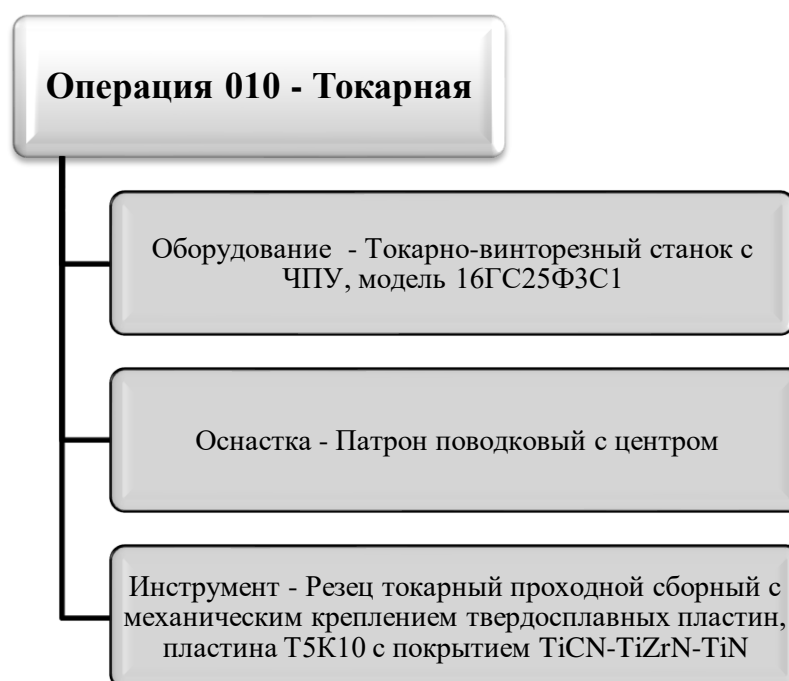 Операция 010 - Токарная
Оборудование - Токарно-винторезный станок с
ЧПУ, модель 16ГС25Ф3С1
Оснастка - Патрон поводковый с центром
Инструмент - Резец токарный проходной сборный с
механическим креплением твердосплавных пластин,
пластина Т5К10 с покрытием TiCN-TiZrN-TiN